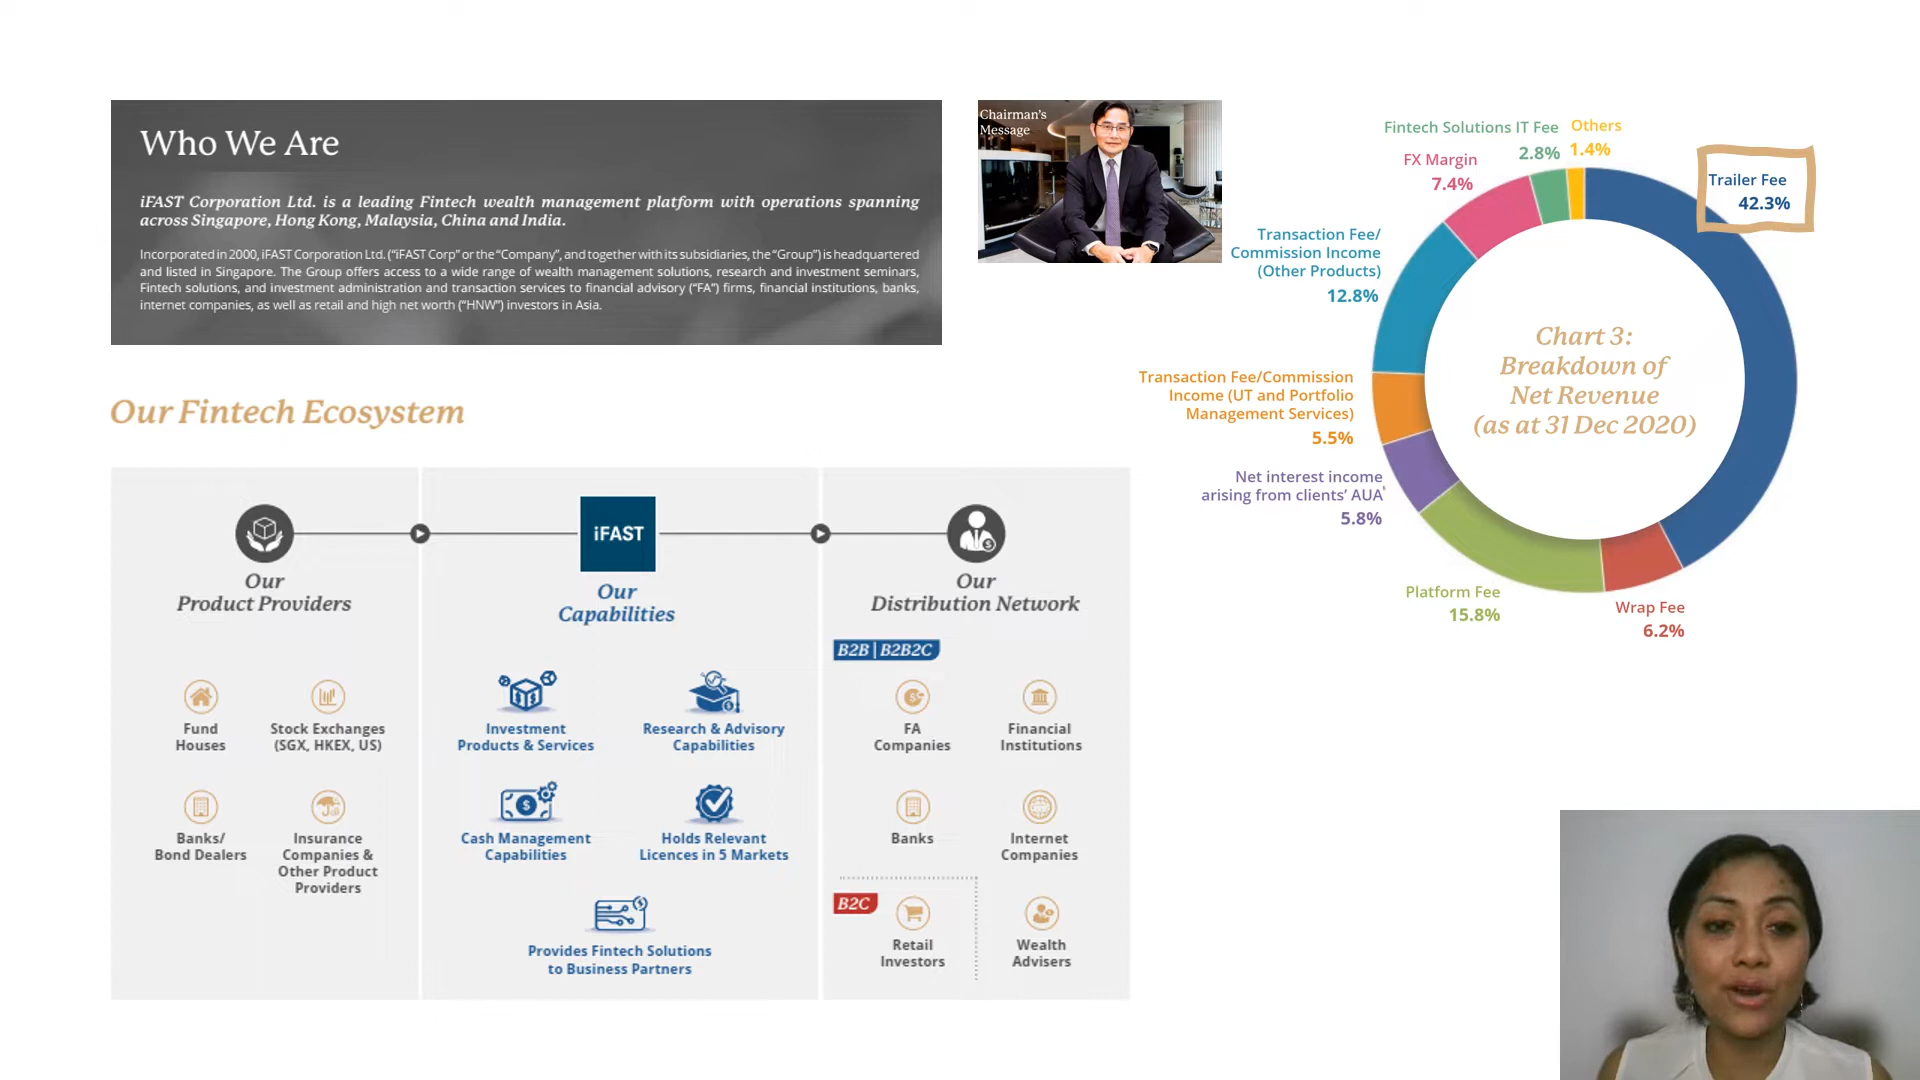 Who We Are
iFAST Corporation Ltd. is a leading Fintech wealth management platform with operations spanning
across Singapore, Hong Kong, Malaysia, China and India.
Incorporated in 2000, iFAST Corporation Ltd. (“iFAST Corp” or the “Company”, and together with its subsidiaries, the “Group”) is headquartered
and listed in Singapore. The Group offers access to a wide range of wealth management solutions, research and investment seminars,
Fintech solutions, and investment administration and transaction services to financial advisory (“FA”) firms, financial institutions, banks,
internet companies, as well as retail and high net worth (“HNW”) investors in Asia.
Chairman’s
Message
Fintech Solutions IT Fee
2.8%
Others
1.4%
FX Margin
7.4%
Trailer Fee
42.3%
Transaction Fee/
Commission Income
(Other Products)
12.8%
Chart 3:
Breakdown of
Net Revenue
(as at 31 Dec 2020)
Transaction Fee/Commission
Income (UT and Portfolio
Management Services)
5.5%
Net interest income
arising from clients’ AUA
5.8%
Platform Fee
15.8%
Wrap Fee
6.2%
Our Fintech Ecosystem
Our
Product Providers
Fund
Houses
Stock Exchanges
(SGX, HKEX, US)
Banks/
Bond Dealers
Insurance
Companies &
Other Product
Providers
iFAST
Our
Capabilities
Investment
Products & Services
Research & Advisory
Capabilities
Cash Management
Capabilities
Holds Relevant
Licences in 5 Markets
Provides Fintech Solutions
to Business Partners
Our
Distribution Network
B2B | B2B2C
FA
Companies
Financial
Institutions
Banks
Internet
Companies
B2C
Retail
Investors
Wealth
Advisers